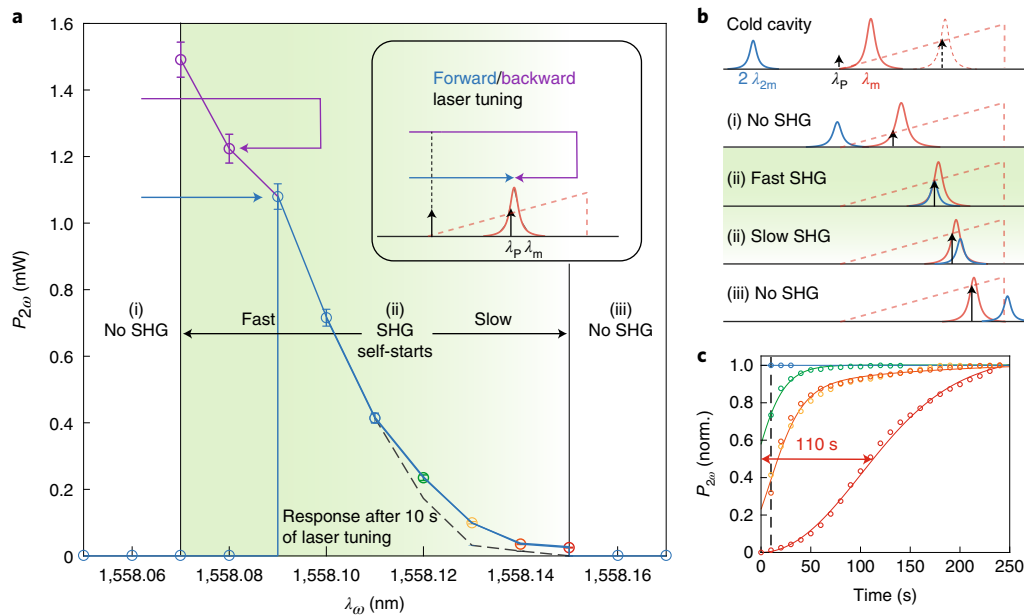 a
1.6
1.4
1.2
1.0
0.8
0.6
0.4
0.2
0
P2ω (mW)
Forward/backward
laser tuning
λP λm
(i)
No SHG
Fast
(ii)
SHG
self-starts
Slow
(iii)
No SHG
Response after 10 s
of laser tuning
1,558.06
1,558.08
1,558.10
1,558.12
1,558.14
1,558.16
λω (nm)
b
Cold cavity
2 λ2m
λP
λm
(i) No SHG
(ii) Fast SHG
(ii) Slow SHG
(iii) No SHG
c
1.0
0.8
0.6
0.4
0.2
0
P2ω (norm.)
110 s
0
50
100
150
200
250
Time (s)